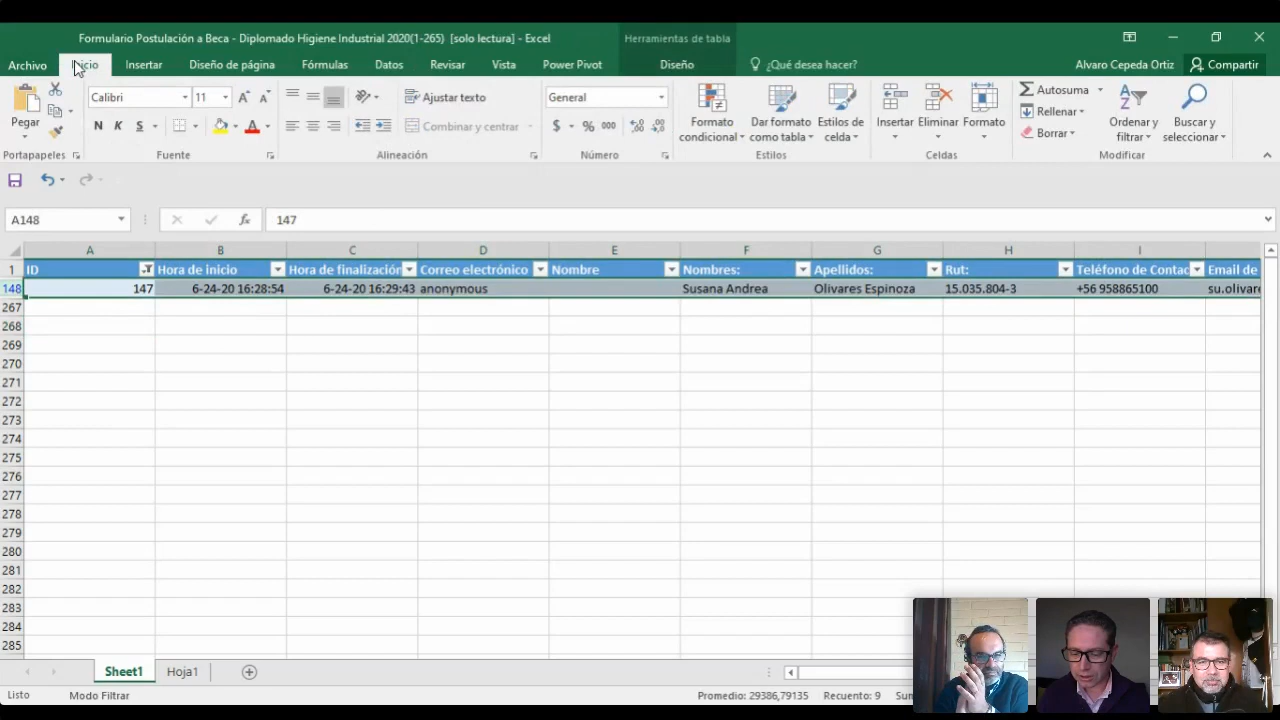 Formulario Postulación a Beca - Diplomado Higiene Industrial 2020(1-265) [solo lectura] - Excel
Herramientas de tabla
Archivo Inicio Insertar Diseño de página Fórmulas Datos Revisar Vista Power Pivot Diseño ¿Qué desea hacer? Alvaro Cepeda Ortiz Compartir
Pegar
Calibri 11
N K S
Ajustar texto
Combinar y centrar
General
$ % 000
Formato condicional
Dar formato como tabla
Estilos de celda
Insertar Eliminar Formato
Autosuma
Rellenar
Borrar
Ordenar y filtrar
Buscar y seleccionar
Portapapeles Fuente Alineación Número Estilos Celdas Modificar
A148 fx 147
A B C D E F G H I
1 ID Hora de inicio Hora de finalización Correo electrónico Nombre Nombres: Apellidos: Rut: Teléfono de Contac Email de
148 147 6-24-20 16:28:54 6-24-20 16:29:43 anonymous Susana Andrea Olivares Espinoza 15.035.804-3 +56 958865100 su.olivare
267
268
269
270
271
272
273
274
275
276
277
278
279
280
281
282
283
284
285
Sheet1 Hoja1
Listo Modo Filtrar Promedio: 29386,79135 Recuento: 9 Sum